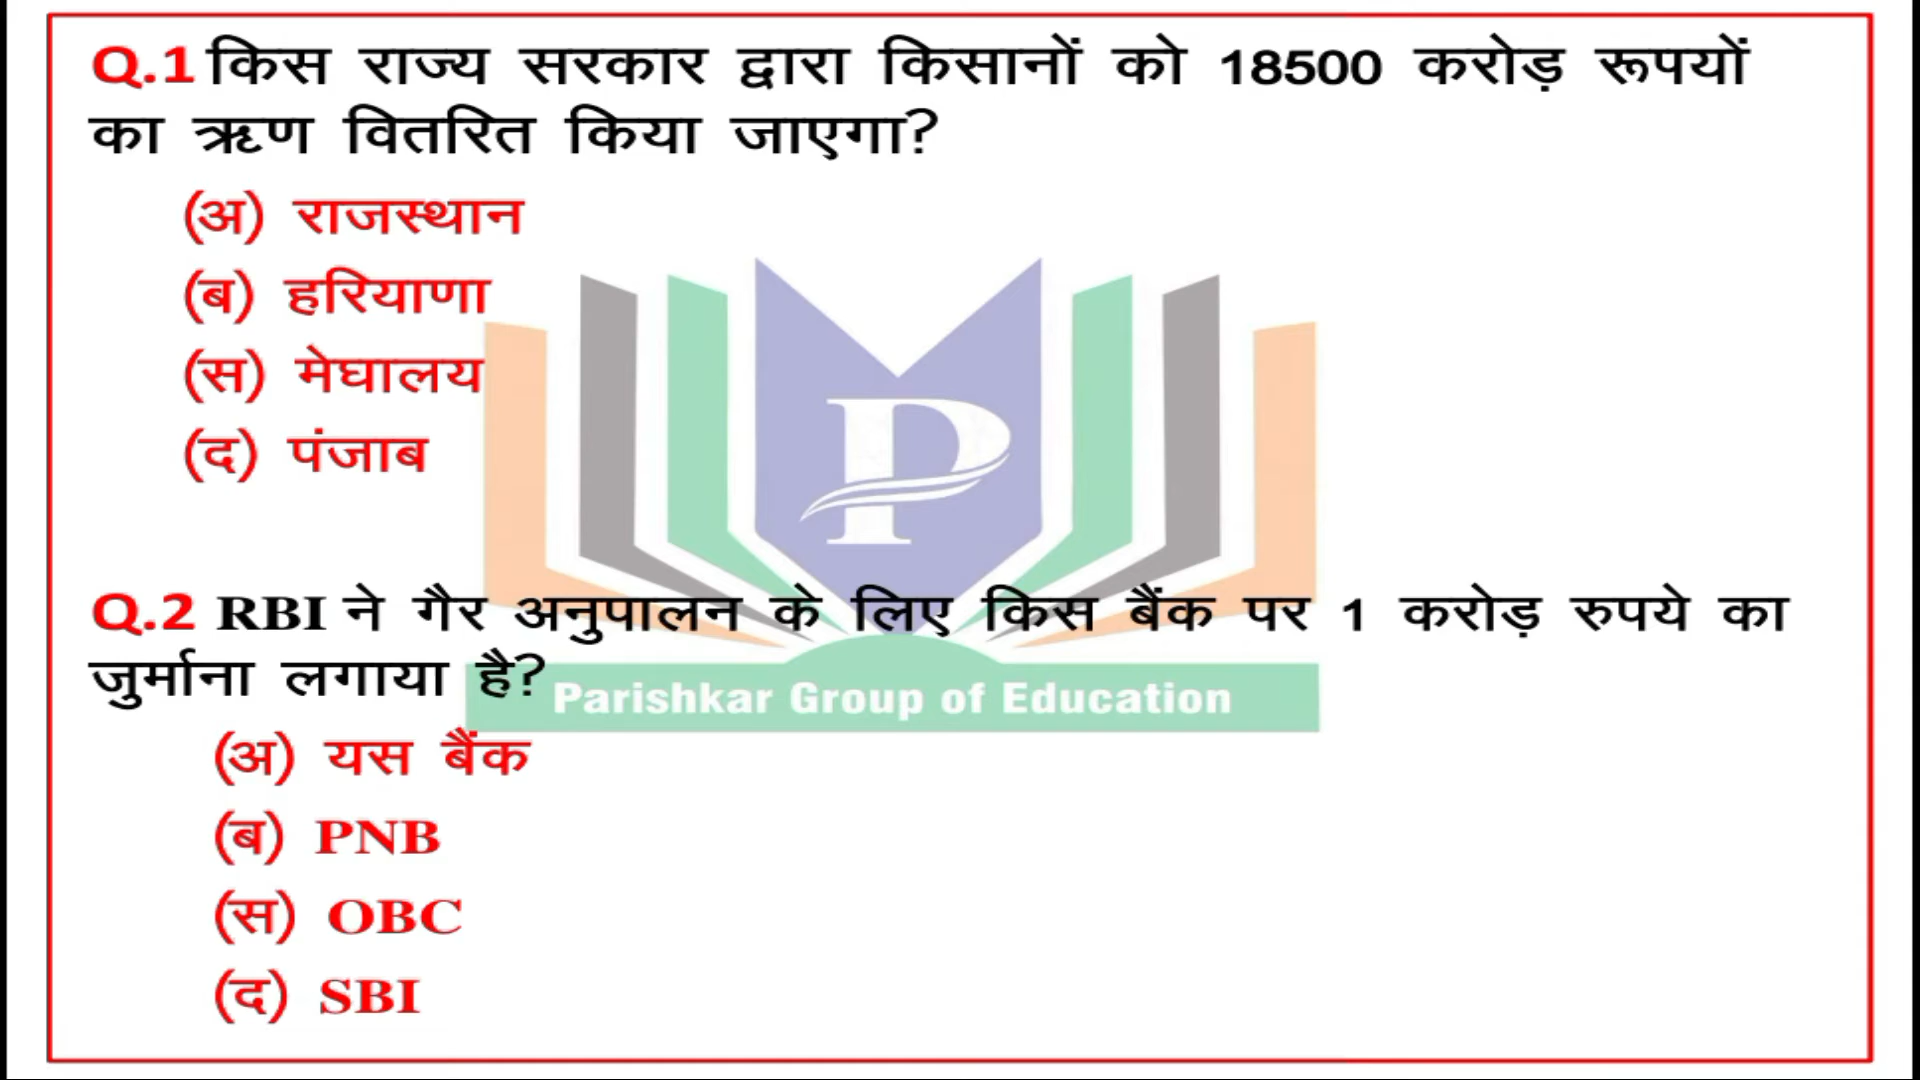 Q.1 किस राज्य सरकार द्वारा किसानों को 18500 करोड़ रूपयों
का ऋण वितरित किया जाएगा?
(अ) राजस्थान
(ब) हरियाणा
(स) मेघालय
(द) पंजाब
P
Q.2 RBI ने गैर अनुपालन के लिए किस बैंक पर 1 करोड़ रुपये का
जुर्माना लगाया है?
Parishkar Group of Education
(अ) यस बैंक
(ब) PNB
(स) OBC
(द) SBI